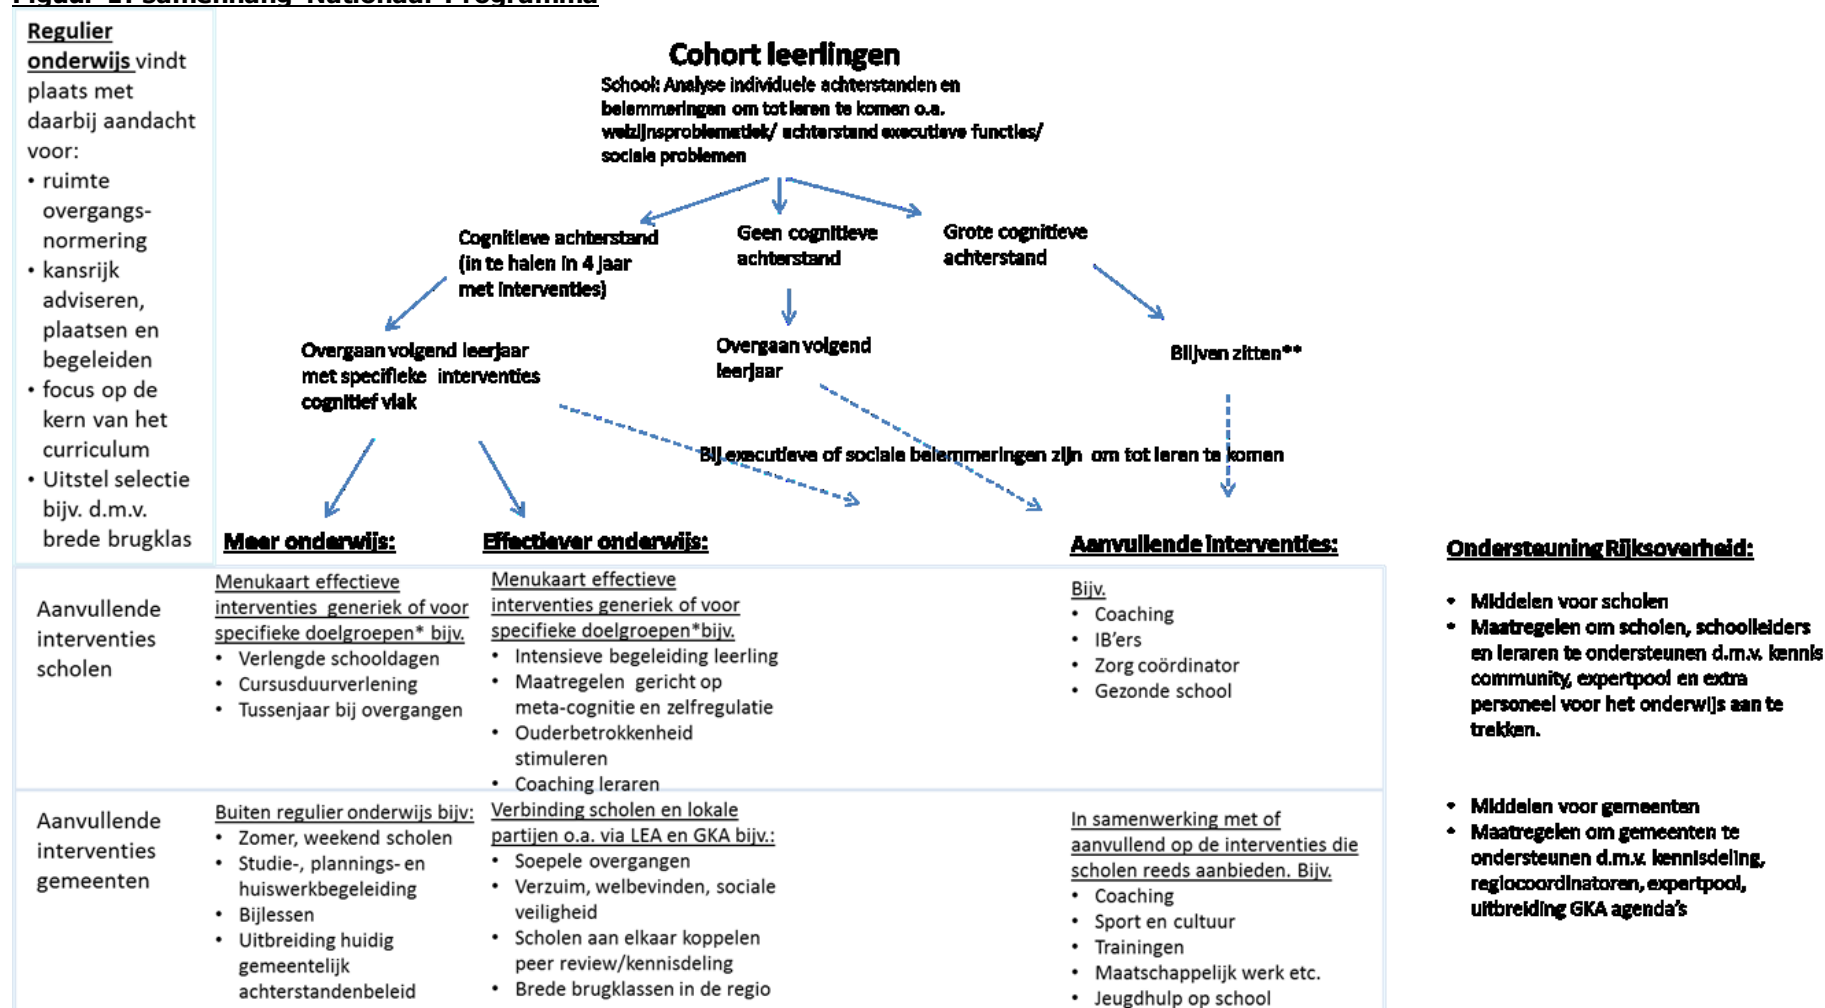 Figuur 1: Samenhang Nationaal Programma
Regulier
onderwijs vindt
plaats met
daarbij aandacht
voor:
• ruimte
overgangs-
normering
• kansrijk
adviseren,
plaatsen en
begeleiden
• focus op de
kern van het
curriculum
• Uitstel selectie
bijv. d.m.v.
brede brugklas
Cohort leerlingen
School: Analyse individuele achterstanden en
belemmeringen om tot leren te komen o.a.
welzijnsproblematiek/ achterstand executieve functies/
sociale problemen
Cognitieve achterstand
(in te halen in 4 jaar
met interventies)
Geen cognitieve
achterstand
Grote cognitieve
achterstand
Overgaan volgend leerjaar
met specifieke interventies
cognitief vlak
Overgaan volgend
leerjaar
Blijven zitten**
Bij executieve of sociale belemmeringen zijn om tot leren te komen
Meer onderwijs:
Effectiever onderwijs:
Aanvullende interventies:
Ondersteuning Rijksoverheid:
Aanvullende
interventies
scholen
Menukaart effectieve
interventies generiek of voor
specifieke doelgroepen* bijv.
• Verlengde schooldagen
• Cursusduurverlening
• Tussenjaar bij overgangen
Menukaart effectieve
interventies generiek of voor
specifieke doelgroepen*bijv.
• Intensieve begeleiding leerling
• Maatregelen gericht op
meta-cognitie en zelfregulatie
• Ouderbetrokkenheid
stimuleren
• Coaching leraren
Bijv.
• Coaching
• IB’ers
• Zorg coördinator
• Gezonde school
• Middelen voor scholen
• Maatregelen om scholen, schoolleiders
en leraren te ondersteunen d.m.v. kennis
community, expertpool en extra
personeel voor het onderwijs aan te
trekken.
Aanvullende
interventies
gemeenten
Buiten regulier onderwijs bijv:
• Zomer, weekend scholen
• Studie-, plannings- en
huiswerkbegeleiding
• Bijlessen
• Uitbreiding huidig
gemeentelijk
achterstandenbeleid
Verbinding scholen en lokale
partijen o.a. via LEA en GKA bijv.:
• Soepele overgangen
• Verzuim, welbevinden, sociale
veiligheid
• Scholen aan elkaar koppelen
peer review/kennisdeling
• Brede brugklassen in de regio
In samenwerking met of
aanvullend op de interventies die
scholen reeds aanbieden. Bijv.
• Coaching
• Sport en cultuur
• Trainingen
• Maatschappelijk werk etc.
• Jeugdhulp op school
• Middelen voor gemeenten
• Maatregelen om gemeenten te
ondersteunen d.m.v. kennisdeling,
regiocoordinatoren, expertpool,
uitbreiding GKA agenda’s